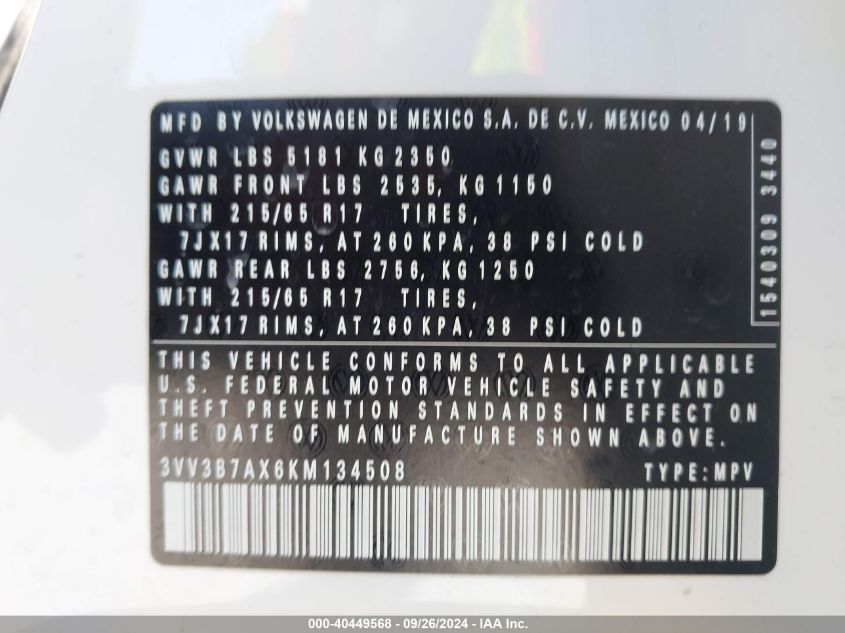 MFD BY VOLKSWAGEN DE MEXICO S.A. DE C.V. MEXICO 04/19
GVWR LBS 5181 KG 2350
GAWR FRONT LBS 2535, KG 1150
WITH 215/65 R17 TIRES,
7JX17 RIMS, AT 260 KPA, 38 PSI COLD
GAWR REAR LBS 2756, KG 1250
WITH 215/65 R17 TIRES,
7JX17 RIMS, AT 260 KPA, 38 PSI COLD
1540309 3440
THIS VEHICLE CONFORMS TO ALL APPLICABLE
U.S. FEDERAL MOTOR VEHICLE SAFETY AND
THEFT PREVENTION STANDARDS IN EFFECT ON
THE DATE OF MANUFACTURE SHOWN ABOVE.
3VV3B7AX6KM134508 TYPE:MPV
000-40449568 - 09/26/2024 - IAA Inc.